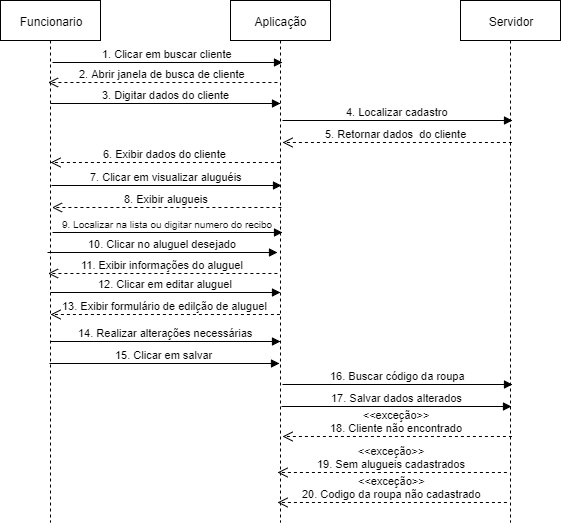 Funcionario
Aplicação
Servidor
1. Clicar em buscar cliente
2. Abrir janela de busca de cliente
3. Digitar dados do cliente
4. Localizar cadastro
5. Retornar dados do cliente
6. Exibir dados do cliente
7. Clicar em visualizar aluguéis
8. Exibir alugueis
9. Localizar na lista ou digitar numero do recibo
10. Clicar no aluguel desejado
11. Exibir informações do aluguel
12. Clicar em editar aluguel
13. Exibir formulário de edilção de aluguel
14. Realizar alterações necessárias
15. Clicar em salvar
16. Buscar código da roupa
17. Salvar dados alterados
<<exceção>>
18. Cliente não encontrado
<<exceção>>
19. Sem alugueis cadastrados
<<exceção>>
20. Codigo da roupa não cadastrado